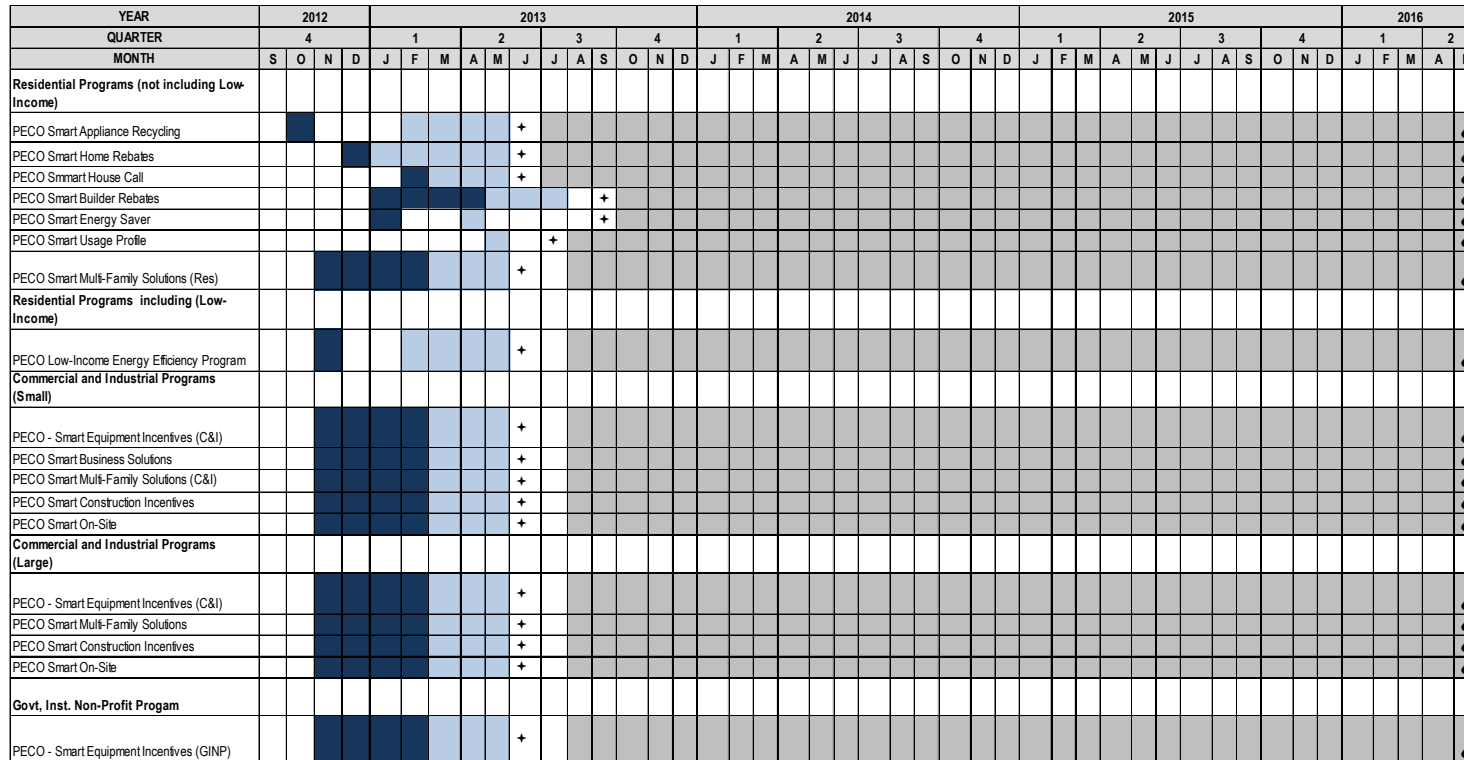 YEAR 2012 2013 2014 2015 2016
QUARTER 4 1 2 3 4 1 2 3 4 1 2 3 4 1 2
MONTH S O N D J F M A M J J A S O N D J F M A M J J A S O N D J F M A M J J A S O N D J F M A
Residential Programs (not including Low-
Income)
PECO Smart Appliance Recycling
PECO Smart Home Rebates
PECO Smmart House Call
PECO Smart Builder Rebates
PECO Smart Energy Saver
PECO Smart Usage Profile
PECO Smart Multi-Family Solutions (Res)
Residential Programs including (Low-
Income)
PECO Low-Income Energy Efficiency Program
Commercial and Industrial Programs
(Small)
PECO - Smart Equipment Incentives (C&I)
PECO Smart Business Solutions
PECO Smart Multi-Family Solutions (C&I)
PECO Smart Construction Incentives
PECO Smart On-Site
Commercial and Industrial Programs
(Large)
PECO - Smart Equipment Incentives (C&I)
PECO Smart Multi-Family Solutions
PECO Smart Construction Incentives
PECO Smart On-Site
Govt, Inst. Non-Profit Progam
PECO - Smart Equipment Incentives (GINP)